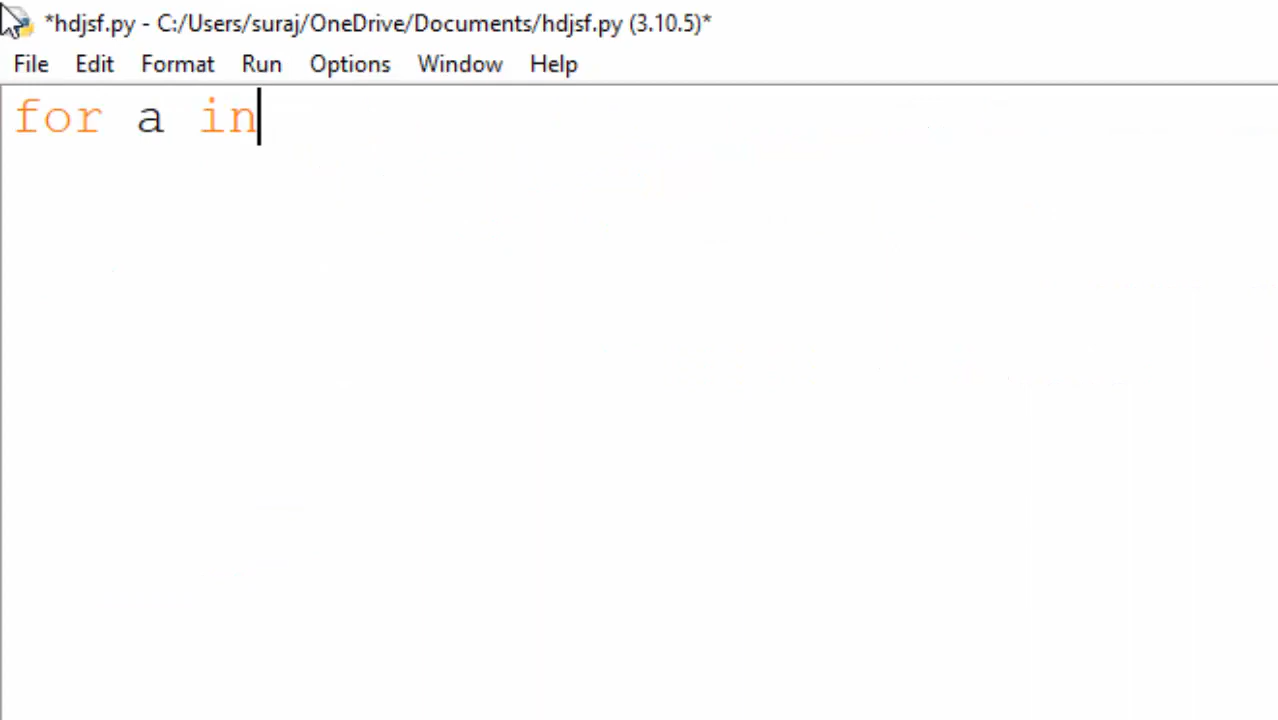 *hdjsf.py - C:/Users/suraj/OneDrive/Documents/hdjsf.py (3.10.5)*
File Edit Format Run Options Window Help
for a in